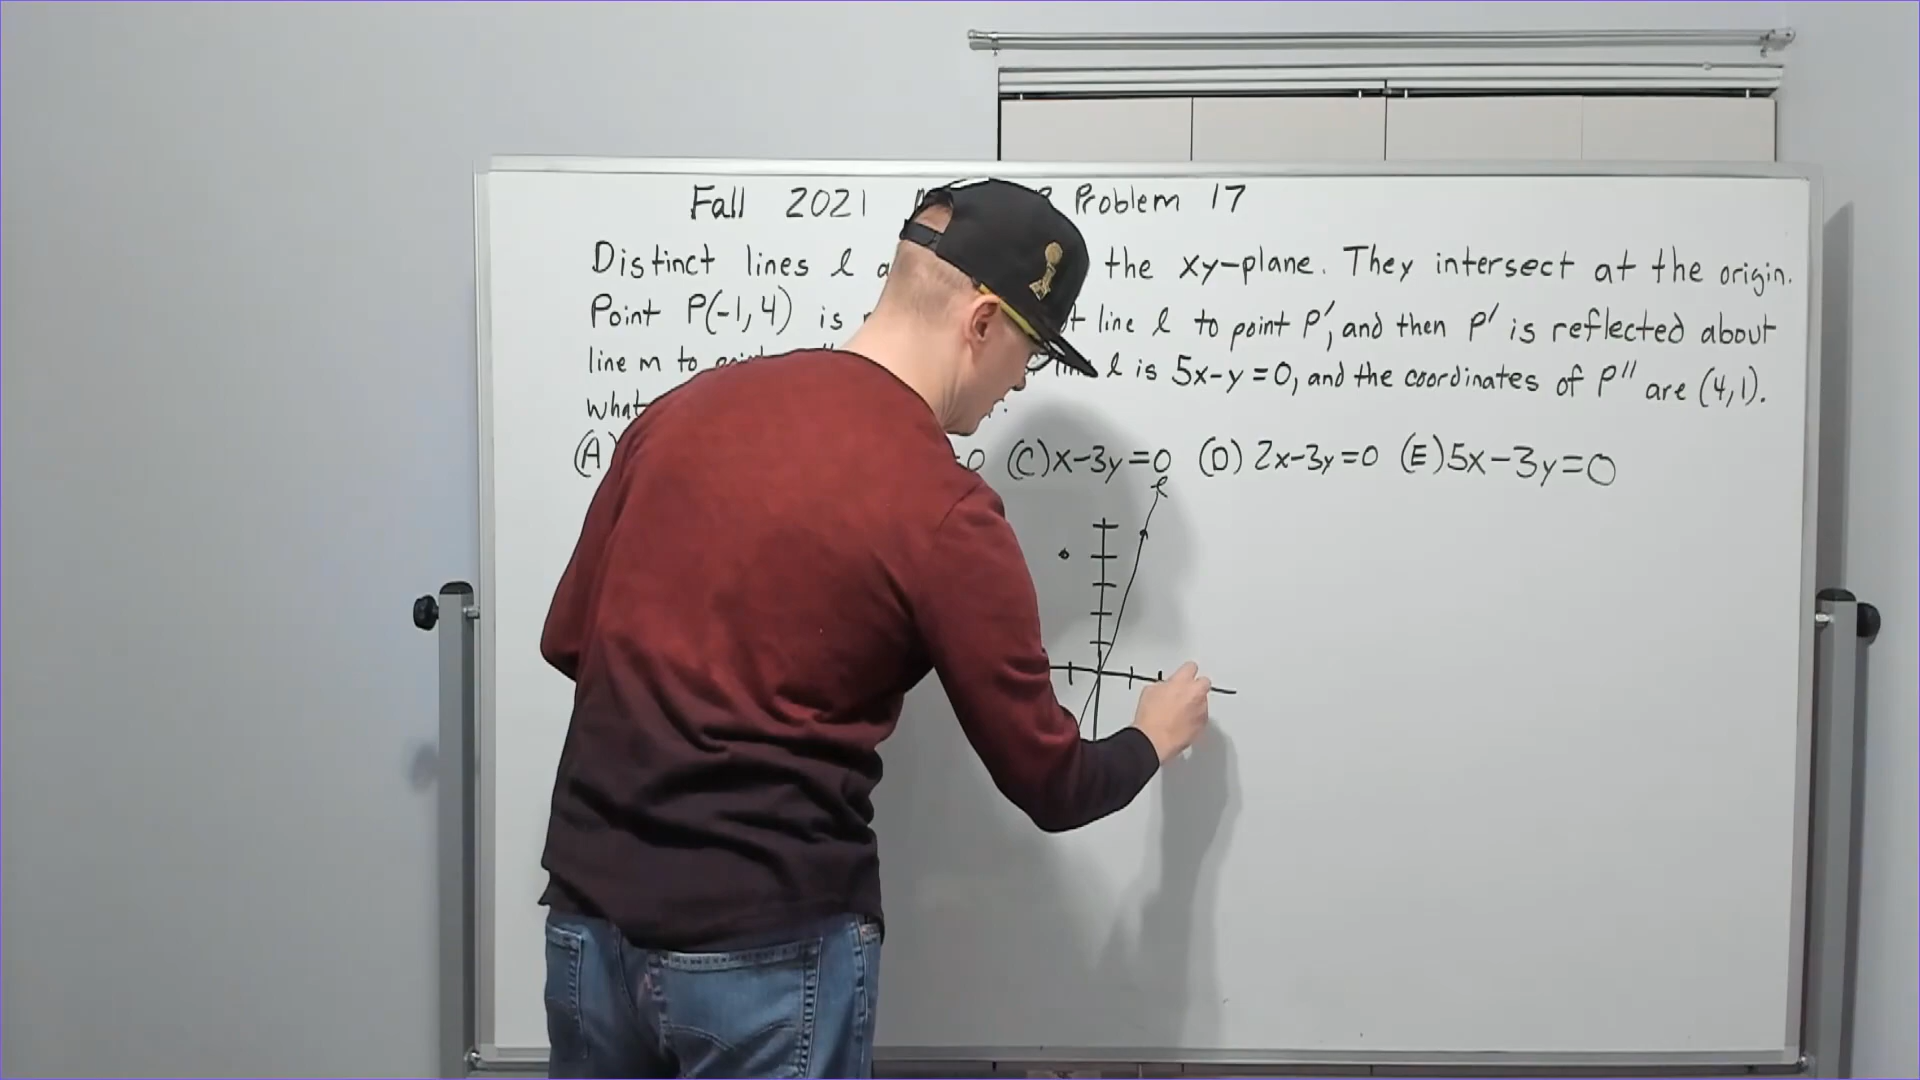 Fall 2021 Problem 17
Distinct lines l the xy-plane. They intersect at the origin.
Point P(-1,4) is line l to point P', and then P' is reflected about
line m to l is 5x-y=0, and the coordinates of P'' are (4,1).
what
(A) (C) x-3y=0 (D) 2x-3y=0 (E) 5x-3y=0
l